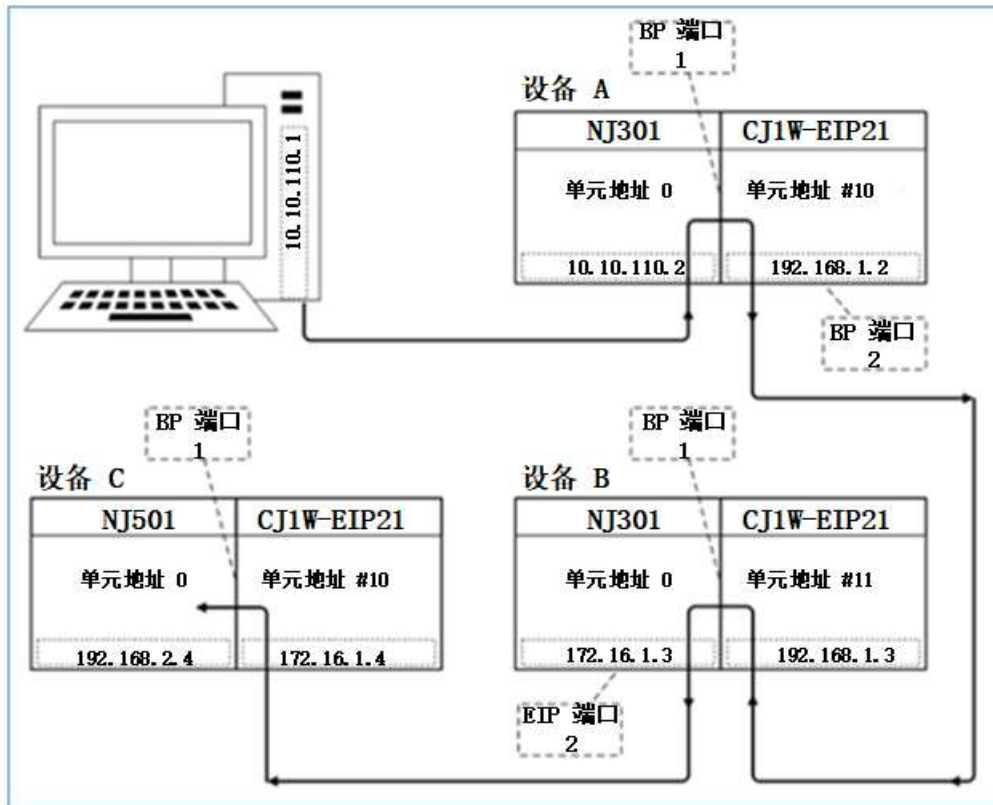 BP 端口
1
设备 A
NJ301
CJ1W-EIP21
10.10.110.1
单元地址 0
单元地址 #10
10.10.110.2
192.168.1.2
BP 端口
2
BP 端口
1
设备 C
NJ501
CJ1W-EIP21
单元地址 0
单元地址 #10
192.168.2.4
172.16.1.4
BP 端口
1
设备 B
NJ301
CJ1W-EIP21
单元地址 0
单元地址 #11
172.16.1.3
192.168.1.3
EIP 端口
2